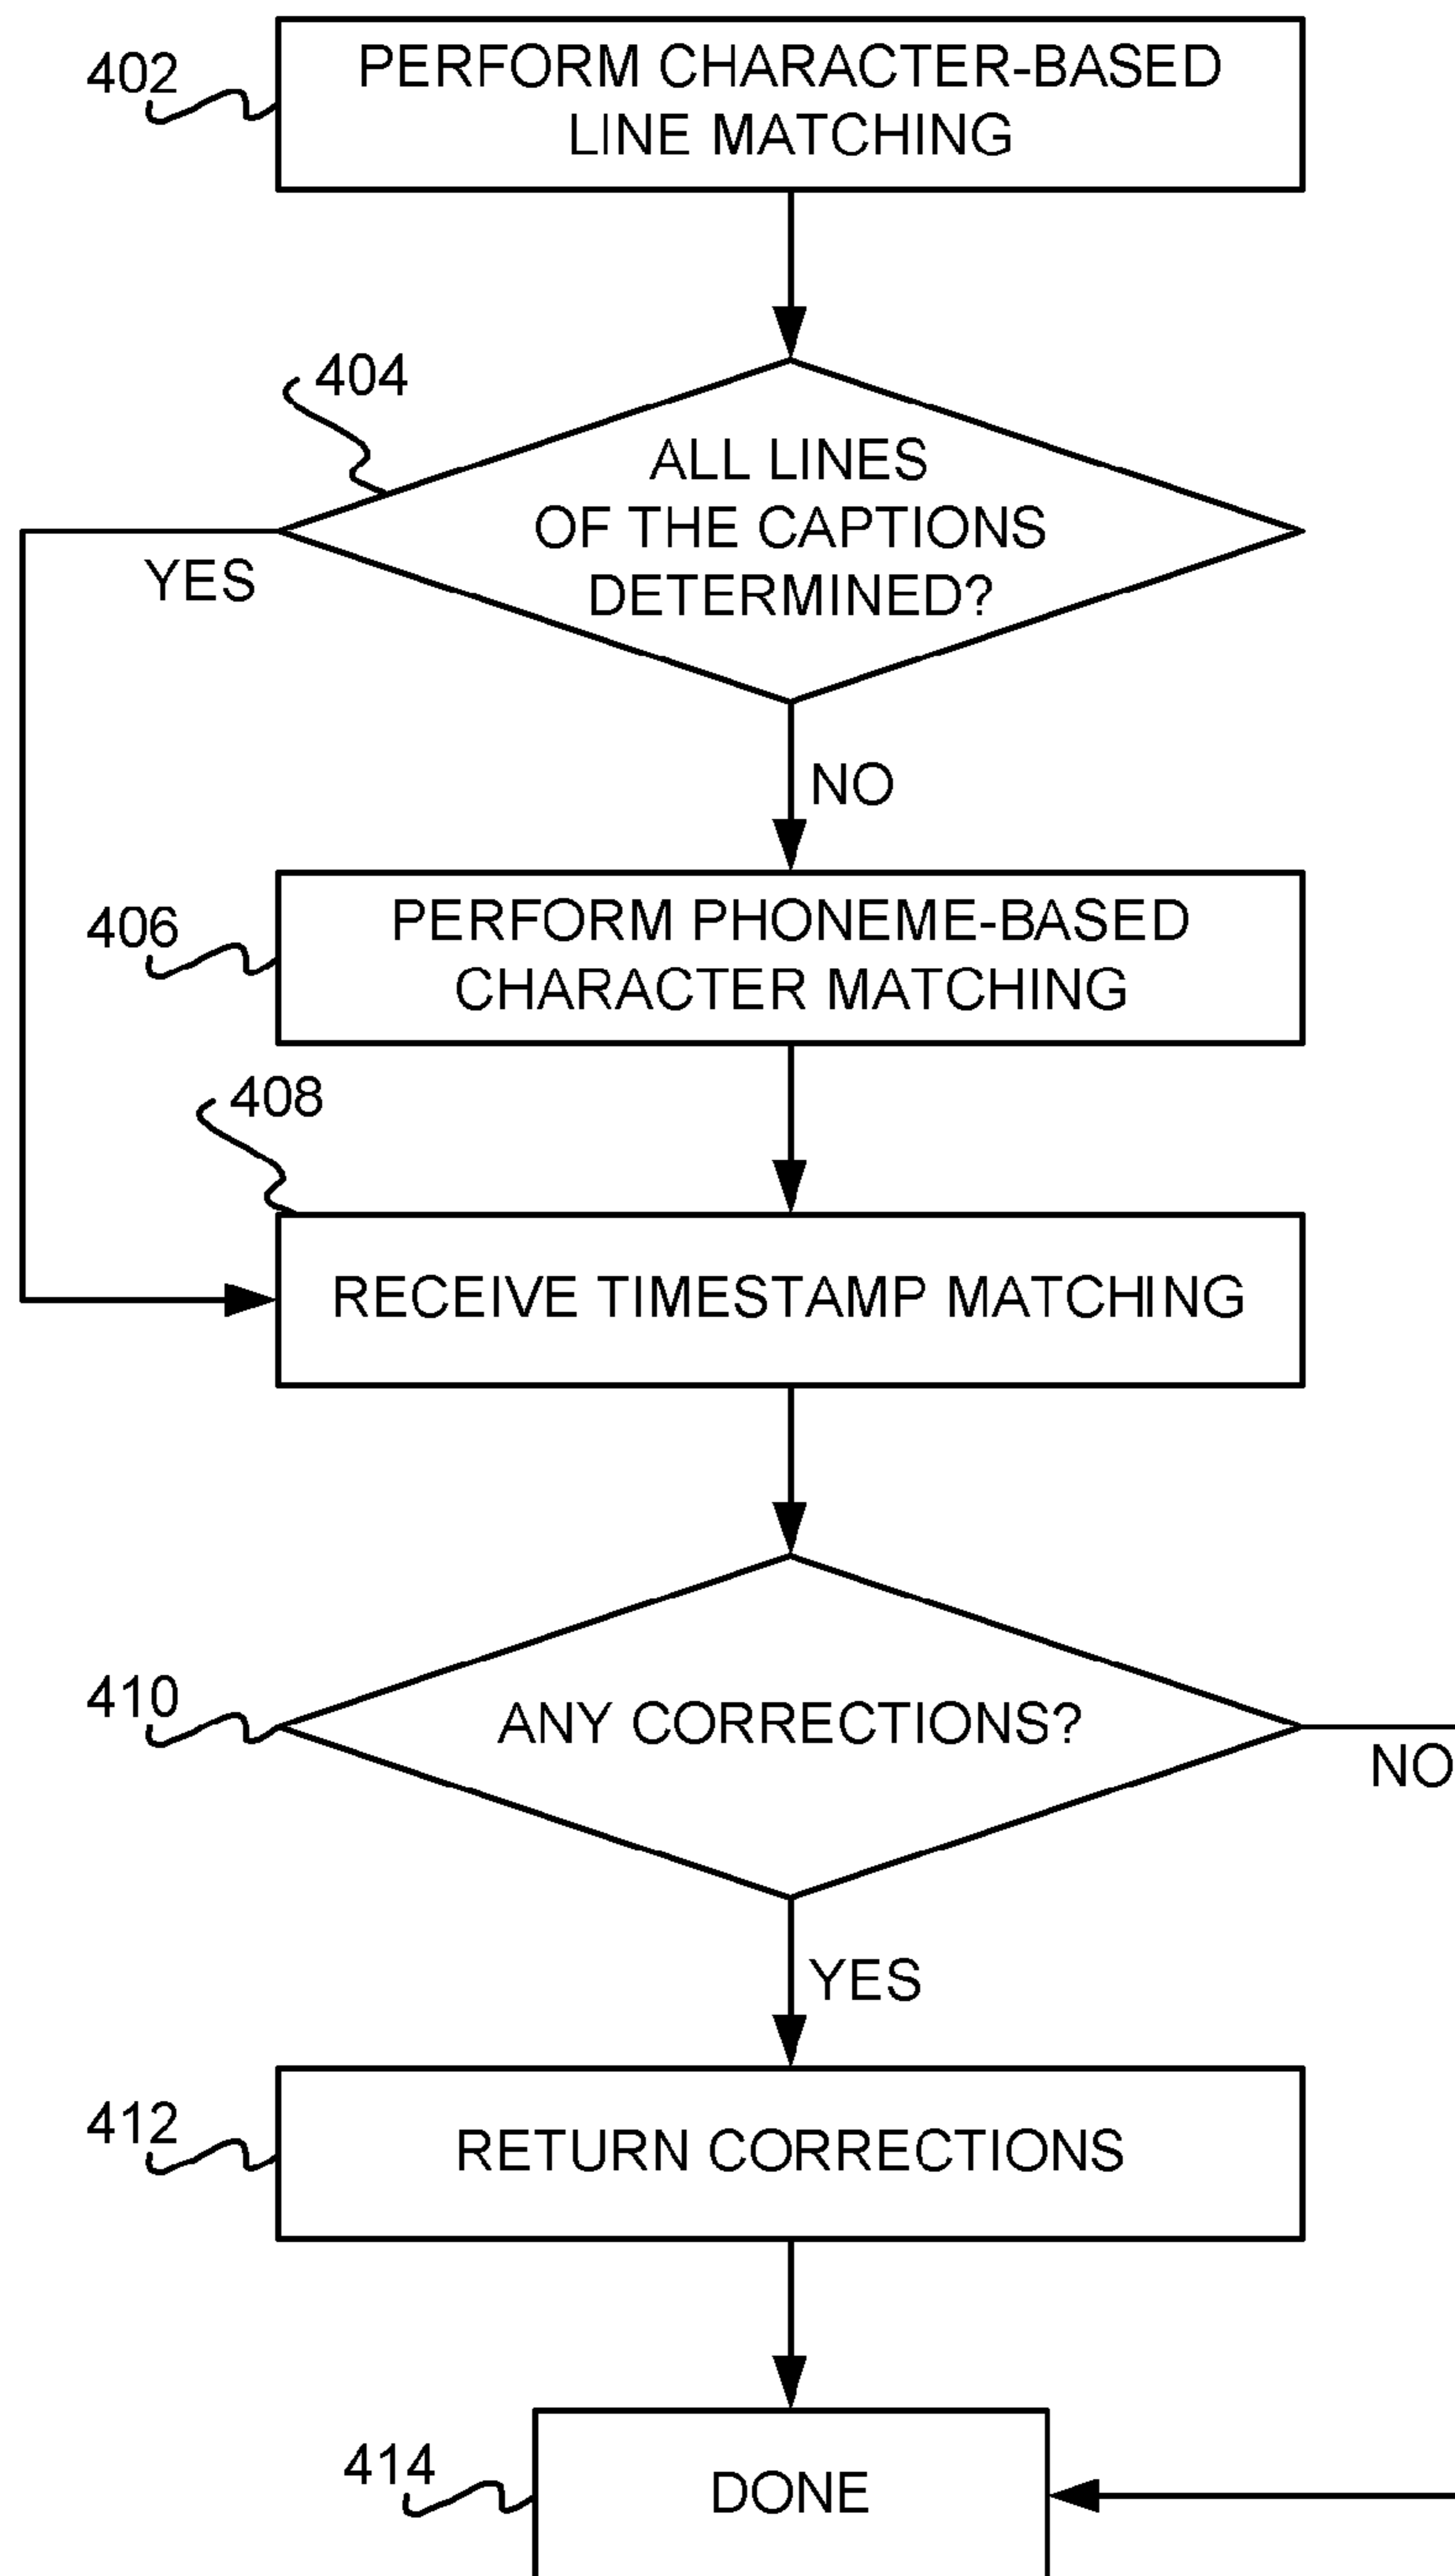 402
PERFORM CHARACTER-BASED
LINE MATCHING
404
ALL LINES
OF THE CAPTIONS
DETERMINED?
YES
NO
406
PERFORM PHONEME-BASED
CHARACTER MATCHING
408
RECEIVE TIMESTAMP MATCHING
410
ANY CORRECTIONS?
NO
YES
412
RETURN CORRECTIONS
414
DONE